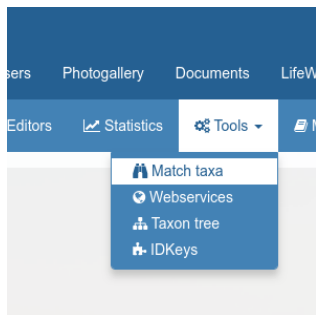 Photogallery Documents
Editors Statistics Tools
Match taxa
Webservices
Taxon tree
IDKeys